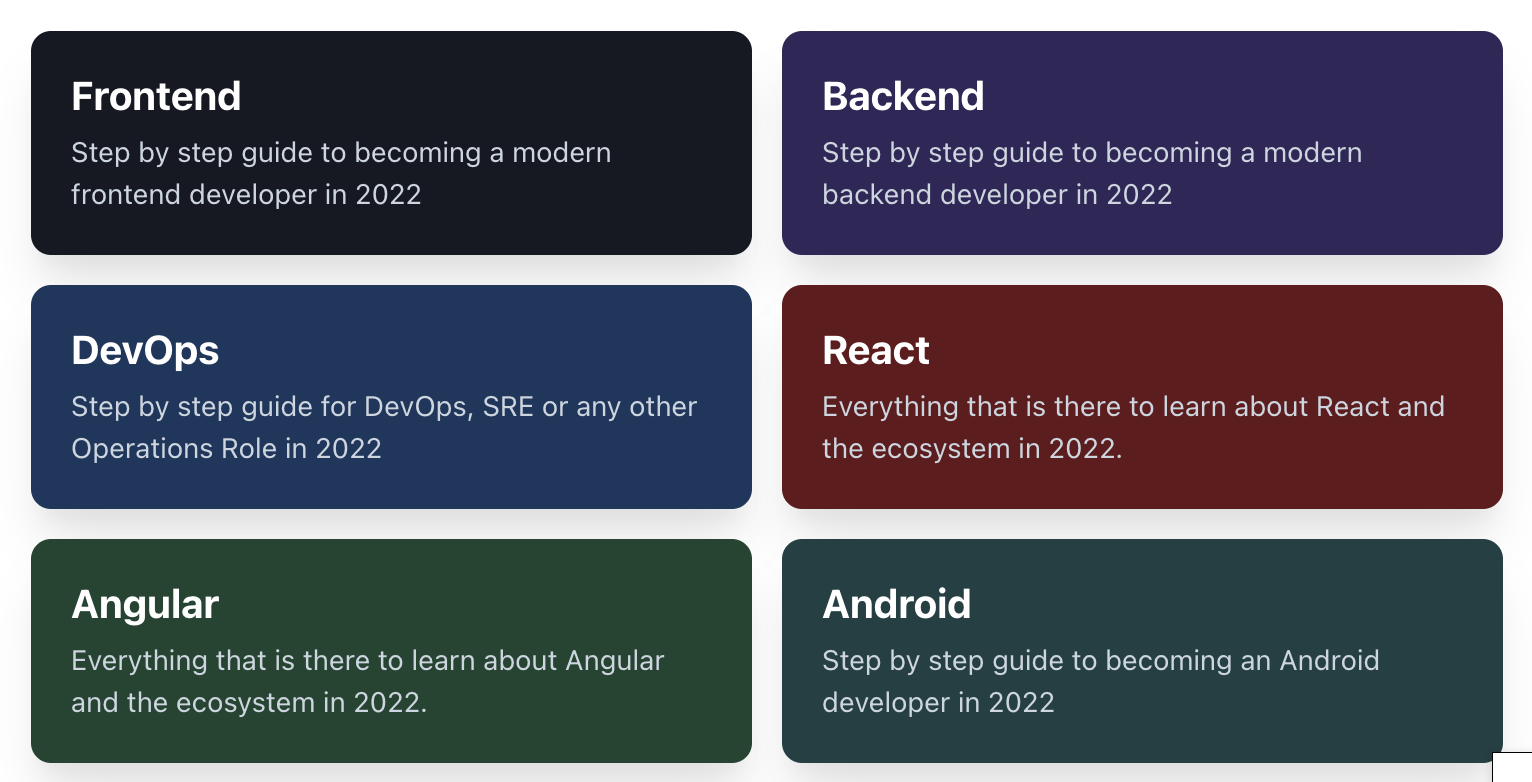 Frontend
Step by step guide to becoming a modern
frontend developer in 2022
Backend
Step by step guide to becoming a modern
backend developer in 2022
DevOps
Step by step guide for DevOps, SRE or any other
Operations Role in 2022
React
Everything that is there to learn about React and
the ecosystem in 2022.
Angular
Everything that is there to learn about Angular
and the ecosystem in 2022.
Android
Step by step guide to becoming an Android
developer in 2022